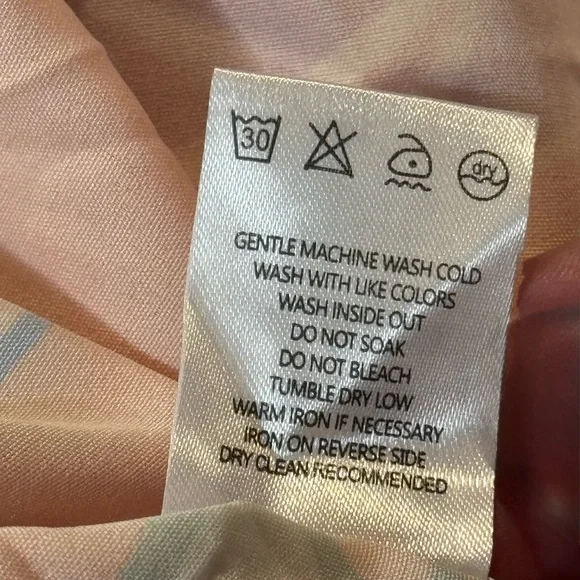 30 dry
GENTLE MACHINE WASH COLD
WASH WITH LIKE COLORS
WASH INSIDE OUT
DO NOT SOAK
DO NOT BLEACH
TUMBLE DRY LOW
WARM IRON IF NECESSARY
IRON ON REVERSE SIDE
DRY CLEAN RECOMMENDED